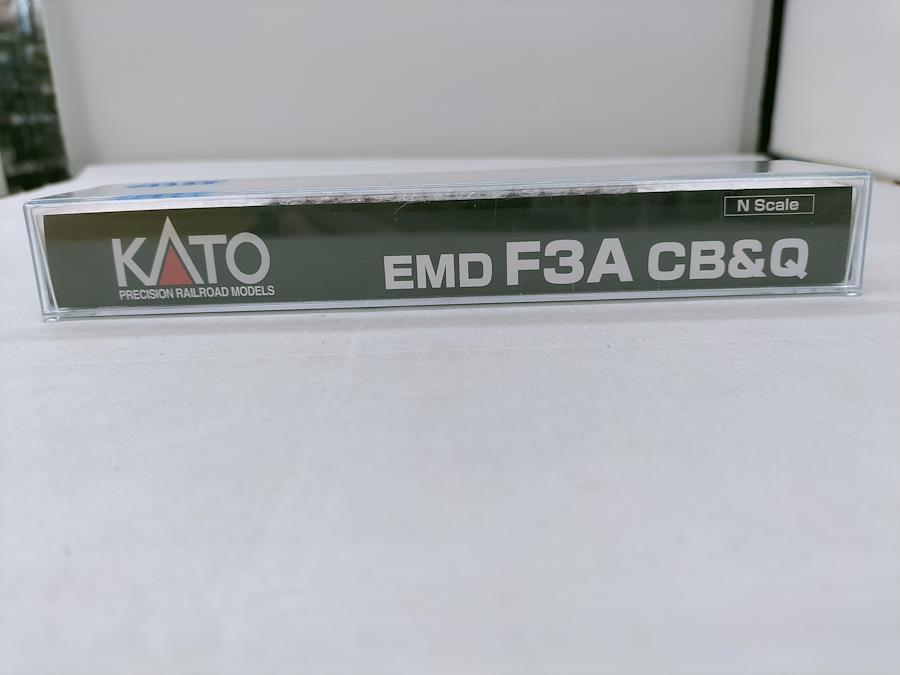 KATO
PRECISION RAILROAD MODELS
N Scale
EMD F3A CB&Q